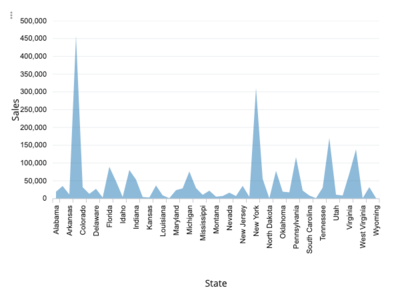 500,000
450,000
400,000
350,000
300,000
250,000
200,000
150,000
100,000
50,000
0
Sales
Alabama
Arkansas
Colorado
Delaware
Florida
Idaho
Indiana
Kansas
Louisiana
Maryland
Michigan
Mississippi
Montana
Nevada
New Jersey
New York
North Dakota
Oklahoma
Pennsylvania
South Carolina
Tennessee
Utah
Virginia
West Virginia
Wyoming
State